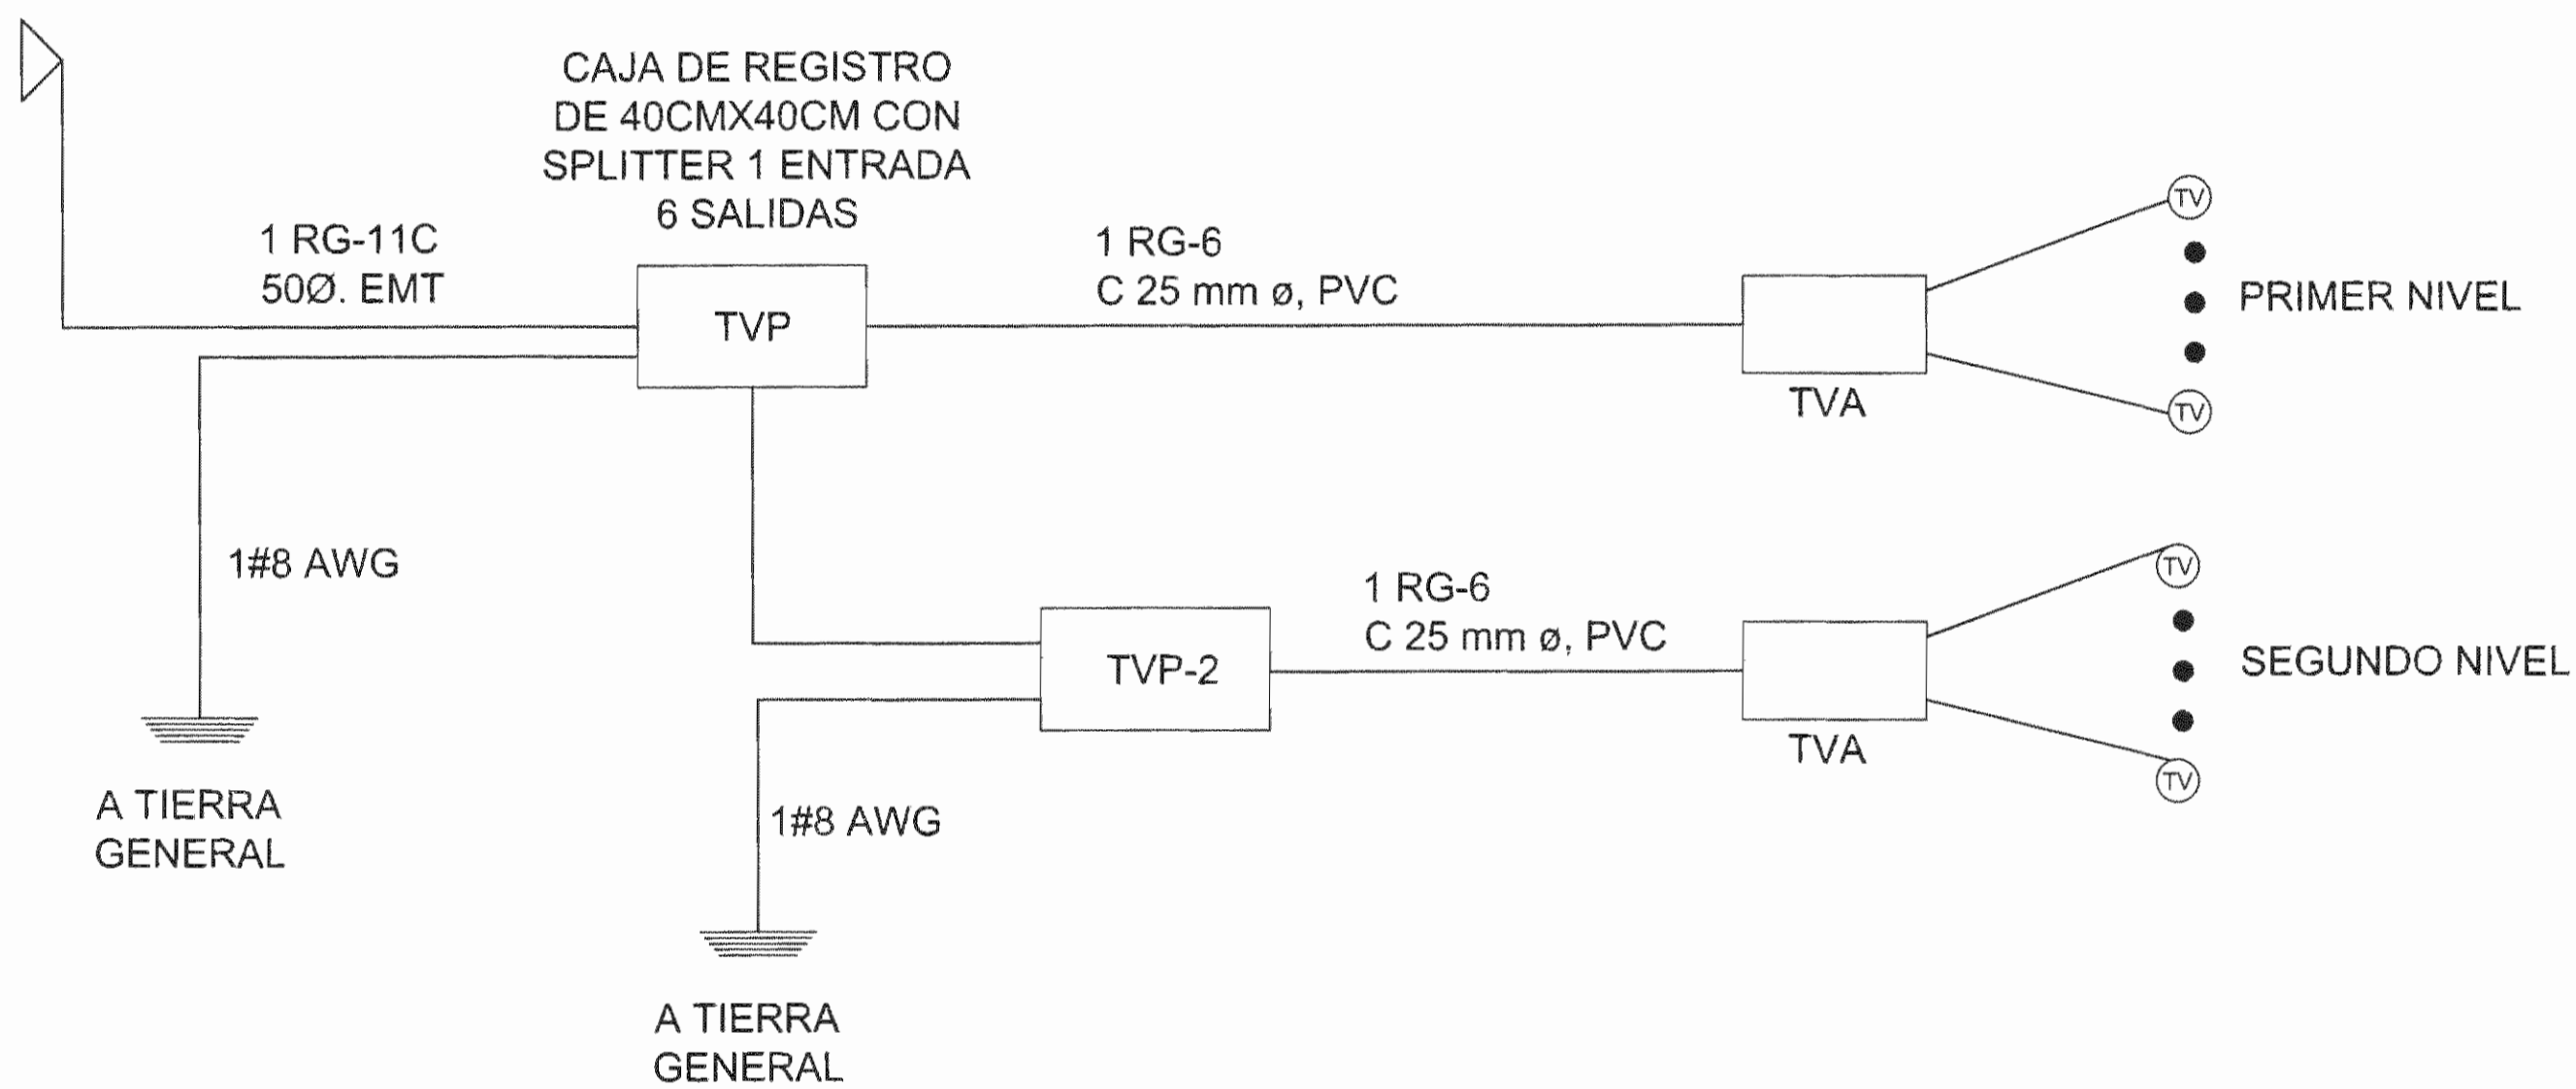 CAJA DE REGISTRO
DE 40CMX40CM CON
SPLITTER 1 ENTRADA
6 SALIDAS
1 RG-11C
50Ø. EMT
TVP
1 RG-6
C 25 mm ø, PVC
TVA
TV
TV
PRIMER NIVEL
1#8 AWG
A TIERRA
GENERAL
TVP-2
1 RG-6
C 25 mm ø, PVC
TVA
TV
TV
SEGUNDO NIVEL
1#8 AWG
A TIERRA
GENERAL